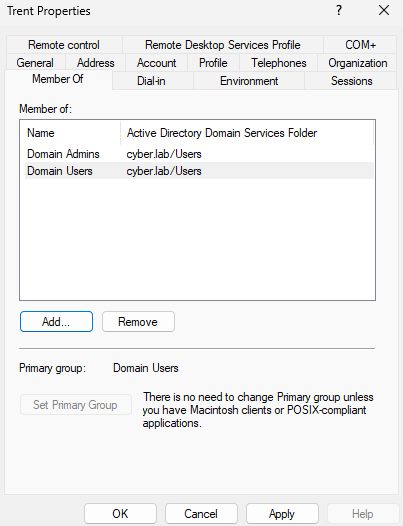 Trent Properties ? ×
Remote control Remote Desktop Services Profile COM+
General Address Account Profile Telephones Organization
Member Of Dial-in Environment Sessions
Member of:
Name Active Directory Domain Services Folder
Domain Admins cyber.lab/Users
Domain Users cyber.lab/Users
Add... Remove
Primary group: Domain Users
Set Primary Group
There is no need to change Primary group unless
you have Macintosh clients or POSIX-compliant
applications.
OK Cancel Apply Help